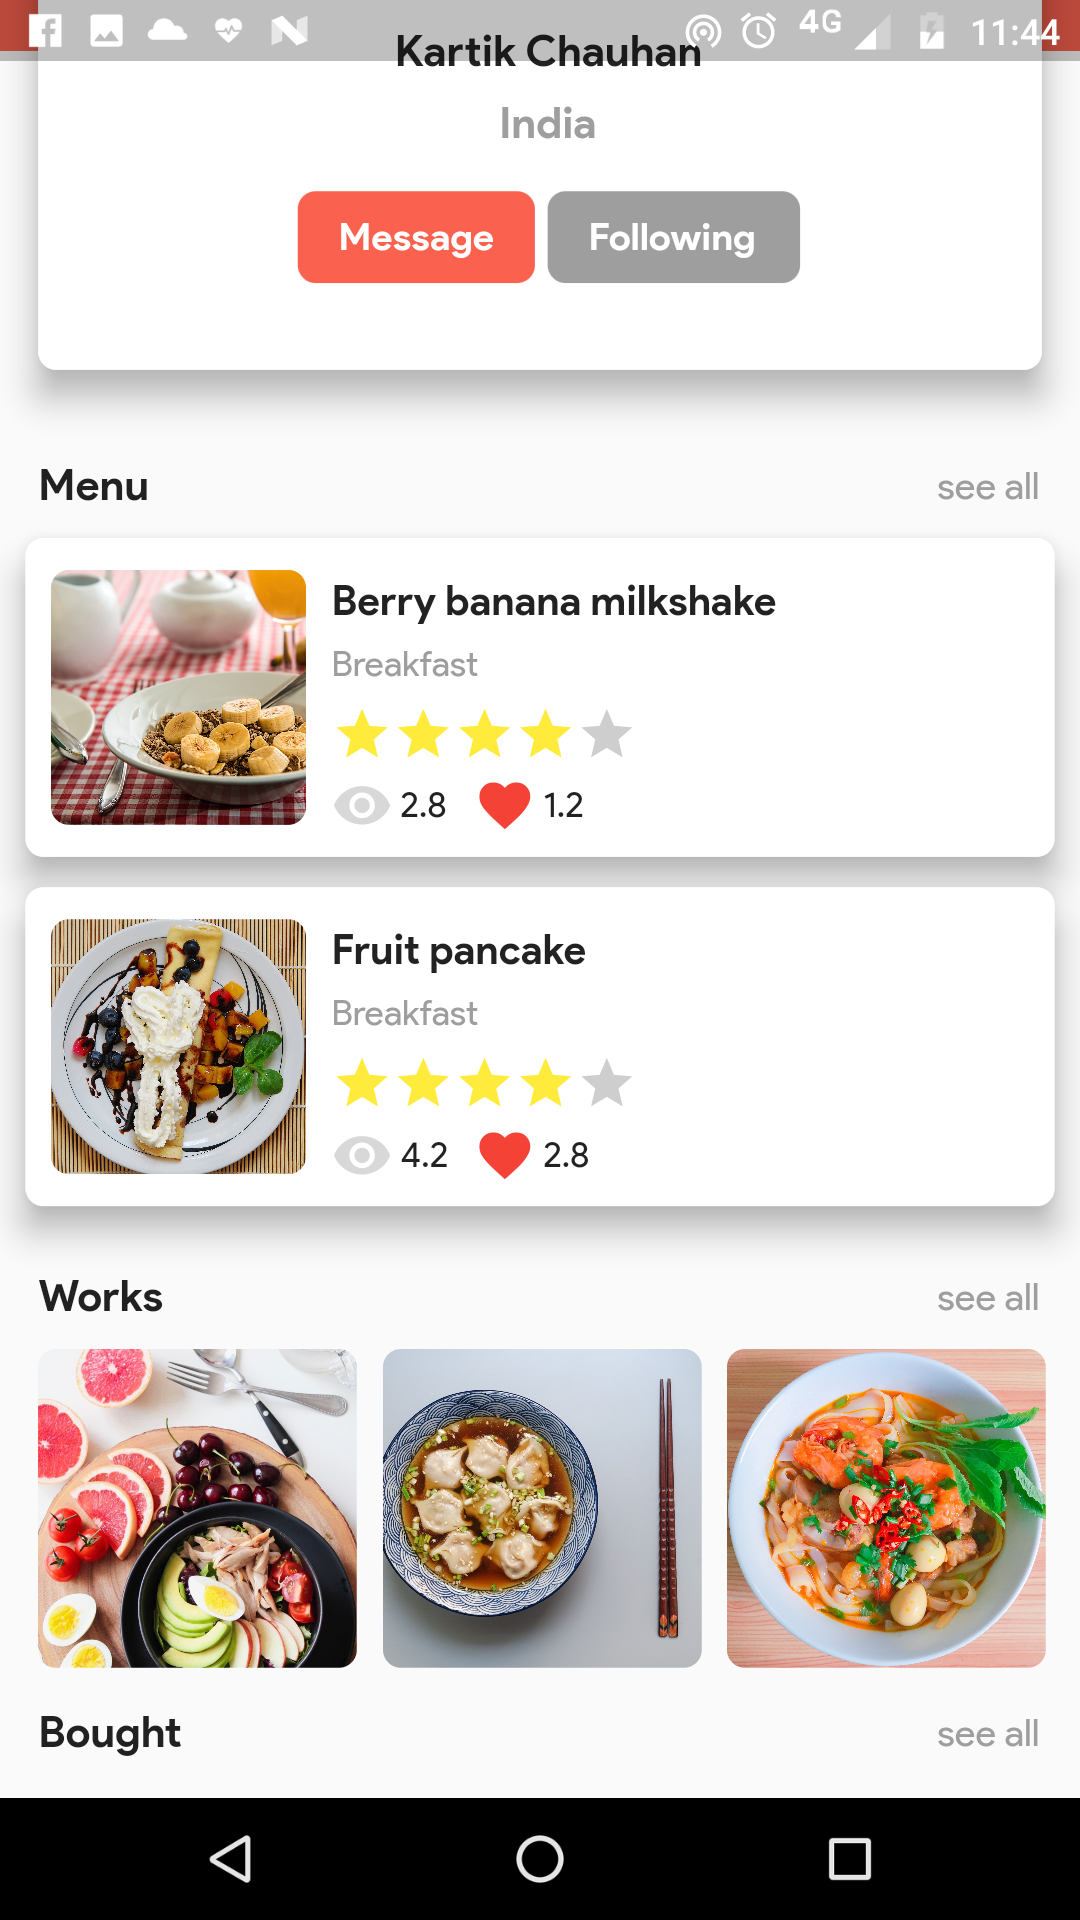 4G 11:44
Kartik Chauhan
India
Message Following
Menu see all
Berry banana milkshake
Breakfast
2.8 1.2
Fruit pancake
Breakfast
4.2 2.8
Works see all
Bought see all